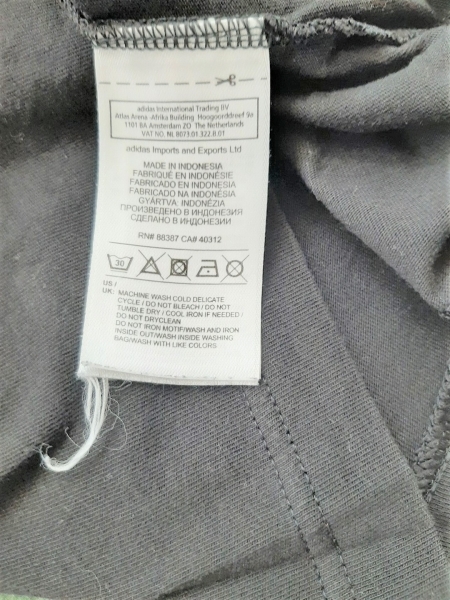 adidas International Trading BV
Atlas Arena -Afrika Building Hoogoorddreef 9a
1101 BA Amsterdam ZO The Netherlands
VAT NO. NL 8073.01.322.B.01
adidas Imports and Exports Ltd
MADE IN INDONESIA
FABRIQUÉ EN INDONÉSIE
FABRICADO EN INDONESIA
FABRICADO NA INDONÉSIA
GYÁRTVA: INDONÉZIA
ПРОИЗВЕДЕНО В ИНДОНЕЗИЯ
СДЕЛАНО В ИНДОНЕЗИИ
RN# 88387 CA# 40312
30
US /
UK: MACHINE WASH COLD DELICATE
CYCLE / DO NOT BLEACH / DO NOT
TUMBLE DRY / COOL IRON IF NEEDED /
DO NOT DRYCLEAN
DO NOT IRON MOTIF/WASH AND IRON
INSIDE OUT/WASH INSIDE WASHING
BAG/WASH WITH LIKE COLORS